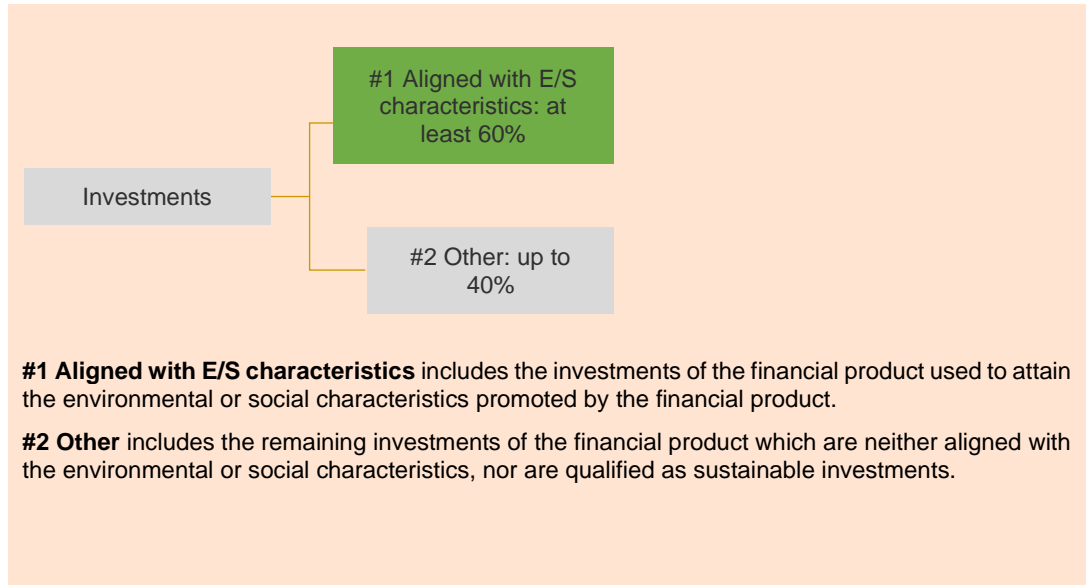 #1 Aligned with E/S
characteristics: at
least 60%
Investments
#2 Other: up to
40%
#1 Aligned with E/S characteristics includes the investments of the financial product used to attain
the environmental or social characteristics promoted by the financial product.
#2 Other includes the remaining investments of the financial product which are neither aligned with
the environmental or social characteristics, nor are qualified as sustainable investments.